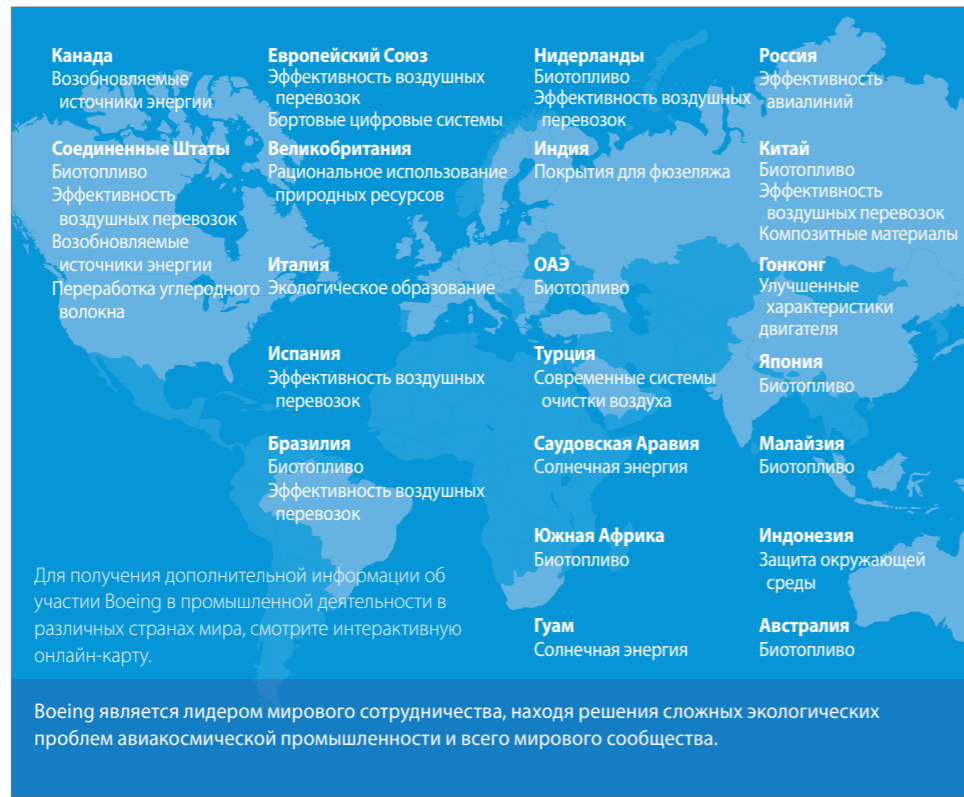 Канада
Возобновляемые
источники энергии
Соединенные Штаты
Биотопливо
Эффективность
воздушных перевозок
Возобновляемые
источники энергии
Переработка углеродного
волокна
Европейский Союз
Эффективность воздушных
перевозок
Бортовые цифровые системы
Великобритания
Рациональное использование
природных ресурсов
Италия
Экологическое образование
Испания
Эффективность воздушных
перевозок
Бразилия
Биотопливо
Эффективность воздушных
перевозок
Нидерланды
Биотопливо
Эффективность воздушных
перевозок
Индия
Покрытия для фюзеляжа
ОАЭ
Биотопливо
Турция
Современные системы
очистки воздуха
Саудовская Аравия
Солнечная энергия
Южная Африка
Биотопливо
Гуам
Солнечная энергия
Россия
Эффективность
авиалиний
Китай
Биотопливо
Эффективность
воздушных перевозок
Композитные материалы
Гонконг
Улучшенные
характеристики
двигателя
Япония
Биотопливо
Малайзия
Биотопливо
Индонезия
Защита окружающей
среды
Австралия
Биотопливо
Для получения дополнительной информации об
участии Boeing в промышленной деятельности в
различных странах мира, смотрите интерактивную
онлайн-карту.
Boeing является лидером мирового сотрудничества, находя решения сложных экологических
проблем авиакосмической промышленности и всего мирового сообщества.